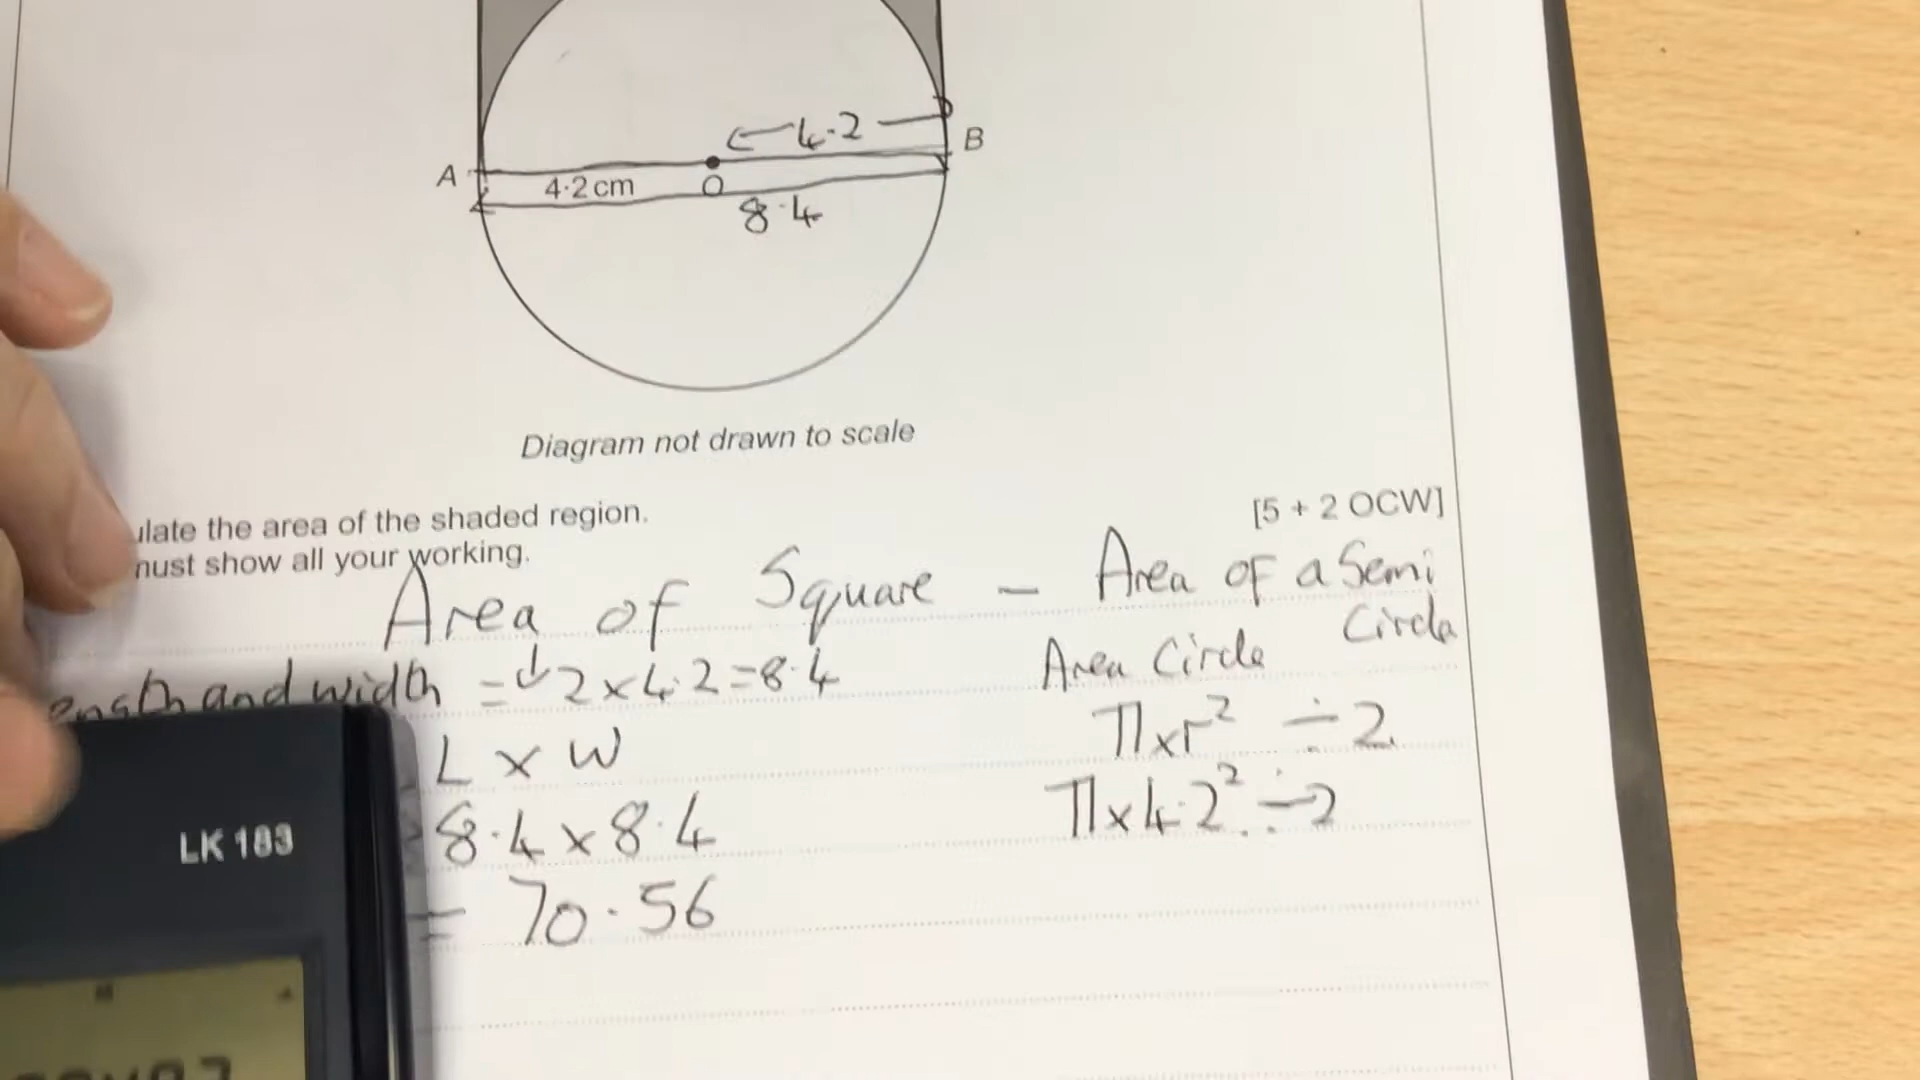 4·2
A
B
4·2cm
O
8·4
Diagram not drawn to scale
ulate the area of the shaded region.
[5 + 2 OCW]
nust show all your working.
Area of Square - Area of a Semi
Circle
ength and width = ↓ 2 x 4·2 = 8·4
Area Circle
L x W
π x r² ÷ 2
8·4 x 8·4
π x 4·2² ÷ 2
= 70·56
LK 183